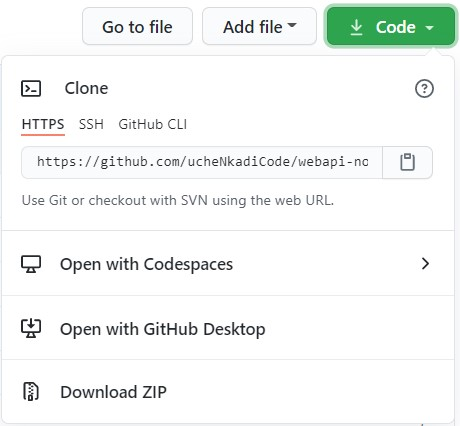 Go to file Add file Code
Clone
HTTPS SSH GitHub CLI
https://github.com/ucheNkadiCode/webapi-no
Use Git or checkout with SVN using the web URL.
Open with Codespaces
Open with GitHub Desktop
Download ZIP